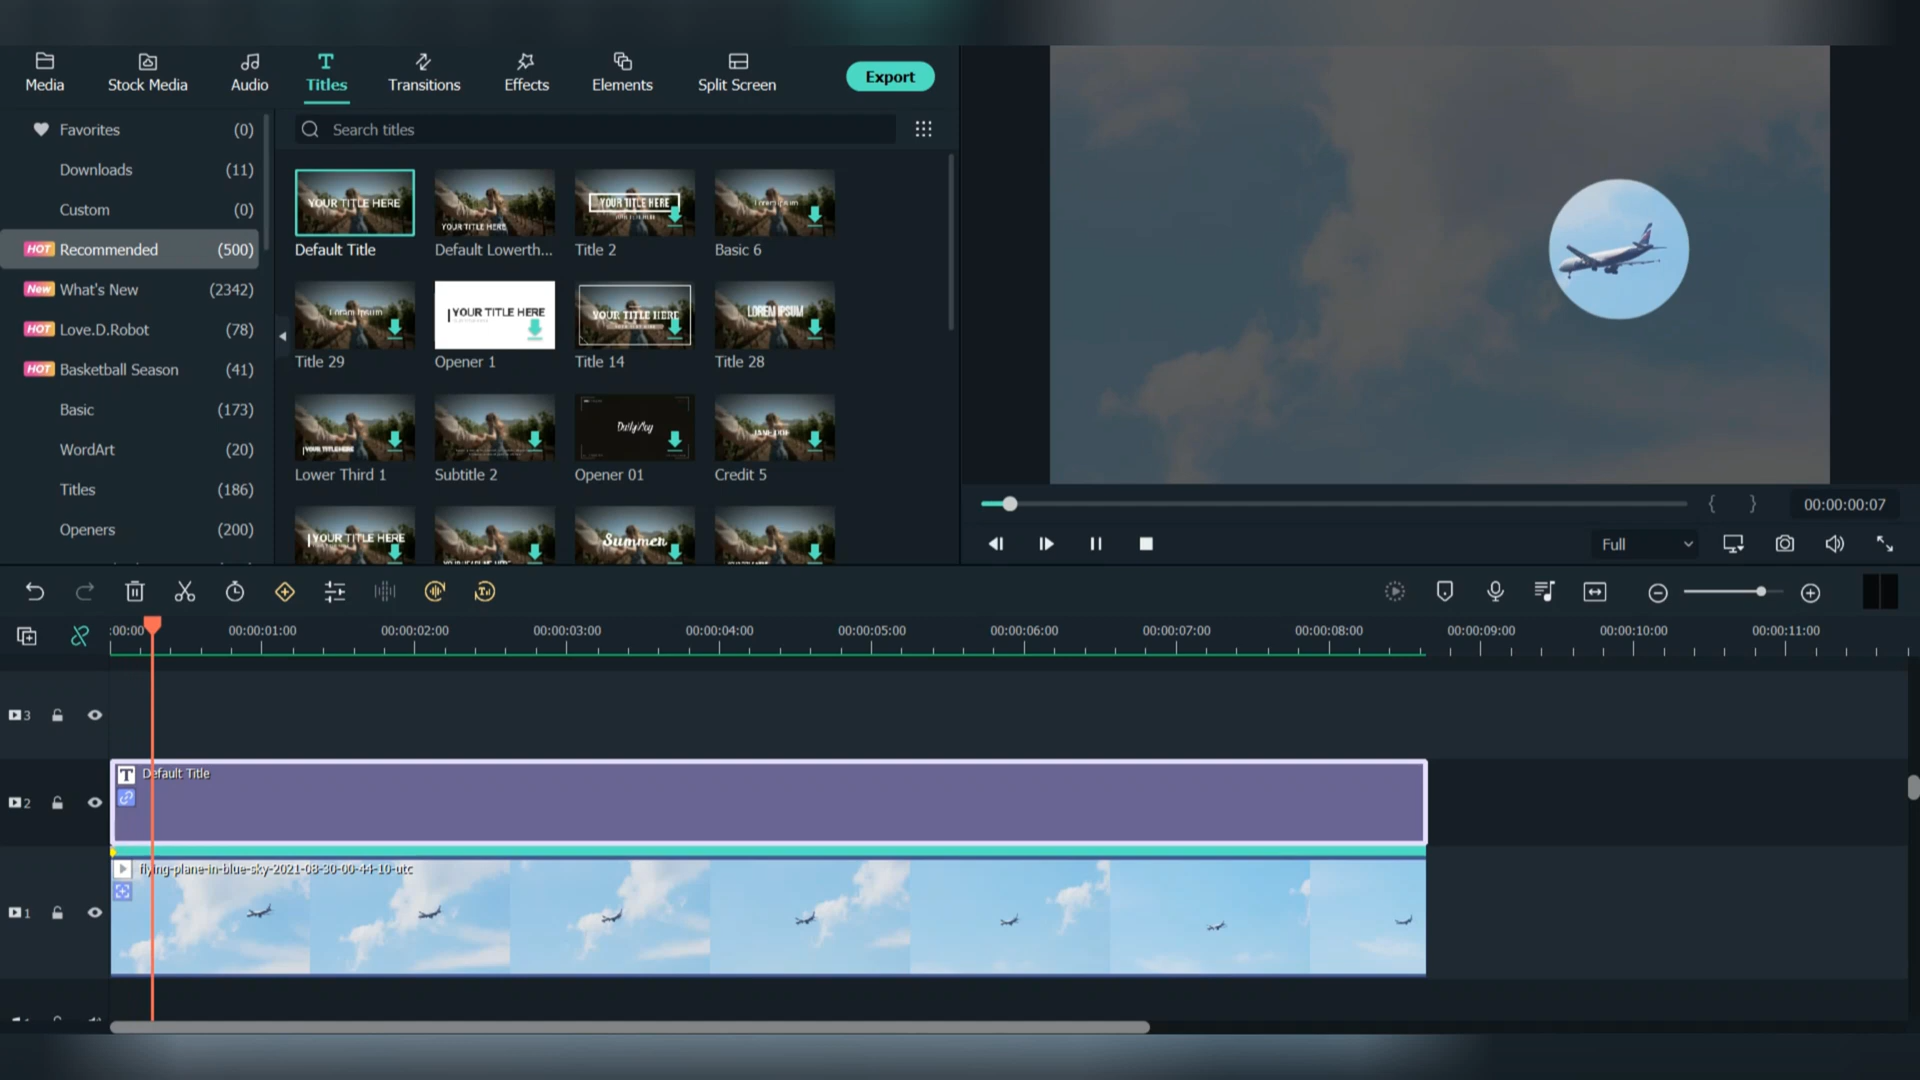 Media
Stock Media
Audio
Titles
Transitions
Effects
Elements
Split Screen
Export
Favorites (0)
Downloads (11)
Custom (0)
HOT Recommended (500)
New What's New (2342)
HOT Love.D.Robot (78)
HOT Basketball Season (41)
Basic (173)
WordArt (20)
Titles (186)
Openers (200)
Search titles
YOUR TITLE HERE
YOUR TITLE HERE
YOUR TITLE HERE
Lorem Ipsum
Default Title
Default Lowerth...
Title 2
Basic 6
Lorem Ipsum
YOUR TITLE HERE
YOUR TITLE HERE
LOREM IPSUM
Title 29
Opener 1
Title 14
Title 28
YOUR TITLE HERE
Lower Third 1
Subtitle 2
Opener 01
Credit 5
YOUR TITLE HERE
Summer
00:00:00:07
Full
:00:00
00:00:01:00
00:00:02:00
00:00:03:00
00:00:04:00
00:00:05:00
00:00:06:00
00:00:07:00
00:00:08:00
00:00:09:00
00:00:10:00
00:00:11:00
3
T Default Title
2
flying-plane-in-blue-sky-2021-08-30-00-44-10-utc
1